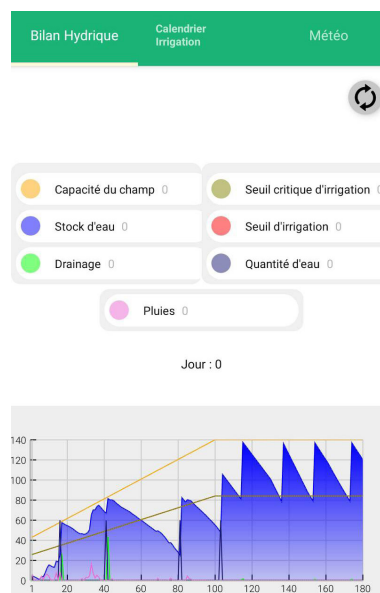 Bilan Hydrique
Calendrier
Irrigation
Météo
Capacité du champ 0
Seuil critique d'irrigation 0
Stock d'eau 0
Seuil d'irrigation 0
Drainage 0
Quantité d'eau 0
Pluies 0
Jour : 0
140
120
100
80
60
40
20
0
1 20 40 60 80 100 120 140 160 180